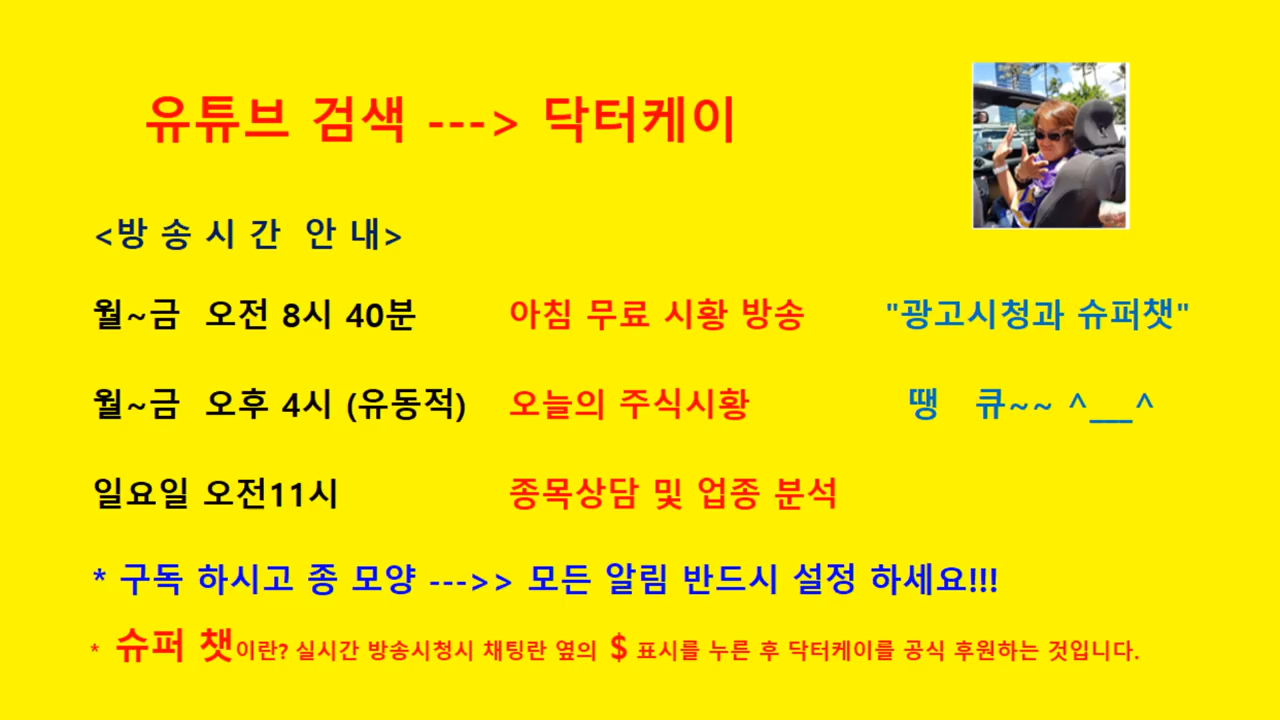 유튜브 검색 ---> 닥터케이
<방 송 시 간 안 내>
월~금 오전 8시 40분 아침 무료 시황 방송 "광고시청과 슈퍼챗"
월~금 오후 4시 (유동적) 오늘의 주식시황 땡 큐~~ ^___^
일요일 오전11시 종목상담 및 업종 분석
* 구독 하시고 종 모양 --->> 모든 알림 반드시 설정 하세요!!!
* 슈퍼 챗이란? 실시간 방송시청시 채팅란 옆의 $ 표시를 누른 후 닥터케이를 공식 후원하는 것입니다.